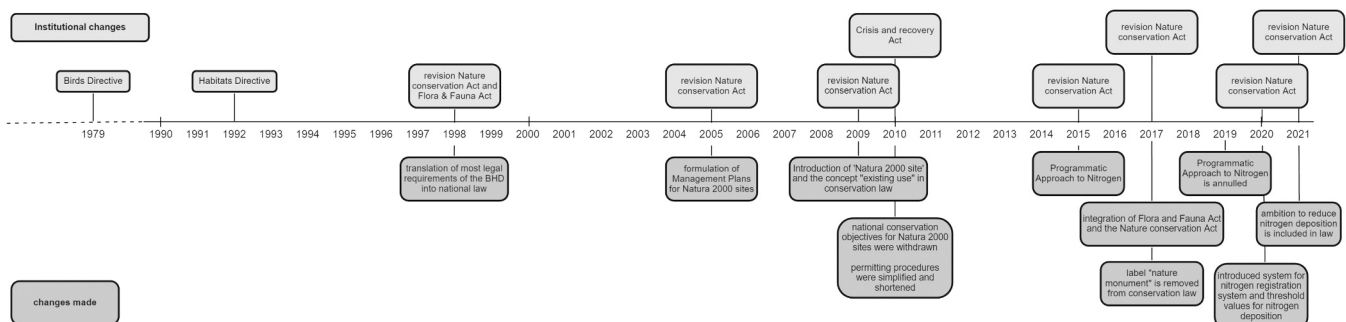 Institutional changes
Birds Directive
Habitats Directive
revision Nature
conservation Act and
Flora & Fauna Act
revision Nature
conservation Act
revision Nature
conservation Act
Crisis and recovery
Act
revision Nature
conservation Act
revision Nature
conservation Act
revision Nature
conservation Act
revision Nature
conservation Act
1979 1990 1991 1992 1993 1994 1995 1996 1997 1998 1999 2000 2001 2002 2003 2004 2005 2006 2007 2008 2009 2010 2011 2012 2013 2014 2015 2016 2017 2018 2019 2020 2021
translation of most legal
requirements of the BHD
into national law
formulation of
Management Plans
for Natura 2000 sites
Introduction of 'Natura 2000 site'
and the concept "existing use" in
conservation law
national conservation
objectives for Natura 2000
sites were withdrawn
permitting procedures
were simplified and
shortened
Programmatic
Approach to Nitrogen
integration of Flora and Fauna Act
and the Nature conservation Act
label "nature
monument" is removed
from conservation law
Programmatic
Approach to Nitrogen
is annulled
introduced system for
nitrogen registration
system and threshold
values for nitrogen
deposition
ambition to reduce
nitrogen deposition
is included in law
changes made